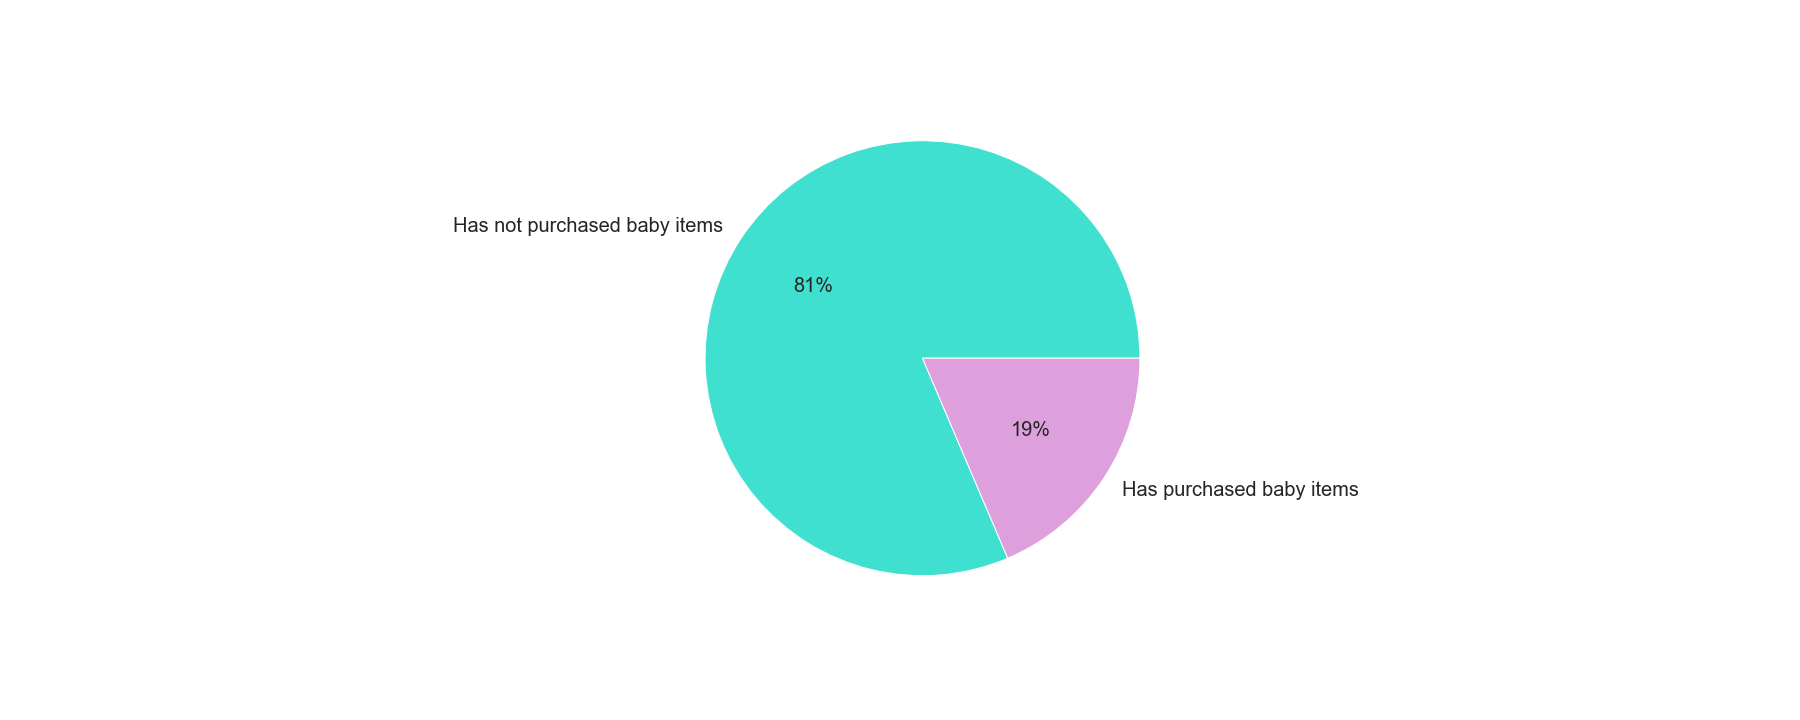 Has not purchased baby items
81%
19%
Has purchased baby items